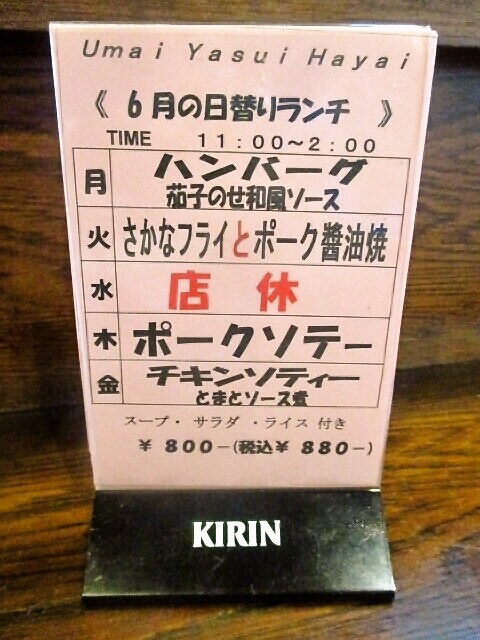 Umai Yasui Hayai
《 6月の日替りランチ 》
TIME 11:00～2:00
月 ハンバーグ
茄子のせ和風ソース
火 さかなフライとポーク醬油焼
水 店 休
木 ポークソテー
金 チキンソティー
とまとソース煮
スープ・サラダ・ライス 付き
¥ 800-(税込¥ 880-)
KIRIN